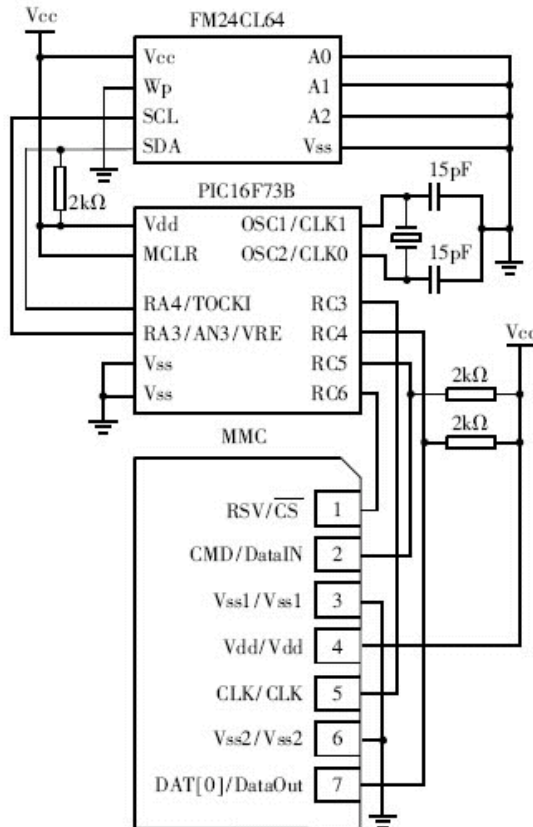 Vcc
FM24CL64
Vcc A0
Wp A1
SCL A2
SDA Vss
15pF
2kΩ
PIC16F73B
Vdd OSC1/CLK1
MCLR OSC2/CLK0
15pF
RA4/TOCKI RC3
RA3/AN3/VRE RC4
Vss RC5
Vss RC6
Vcc
2kΩ
2kΩ
MMC
RSV/C̅S̅ 1
CMD/DataIN 2
Vss1/Vss1 3
Vdd/Vdd 4
CLK/CLK 5
Vss2/Vss2 6
DAT[0]/DataOut 7